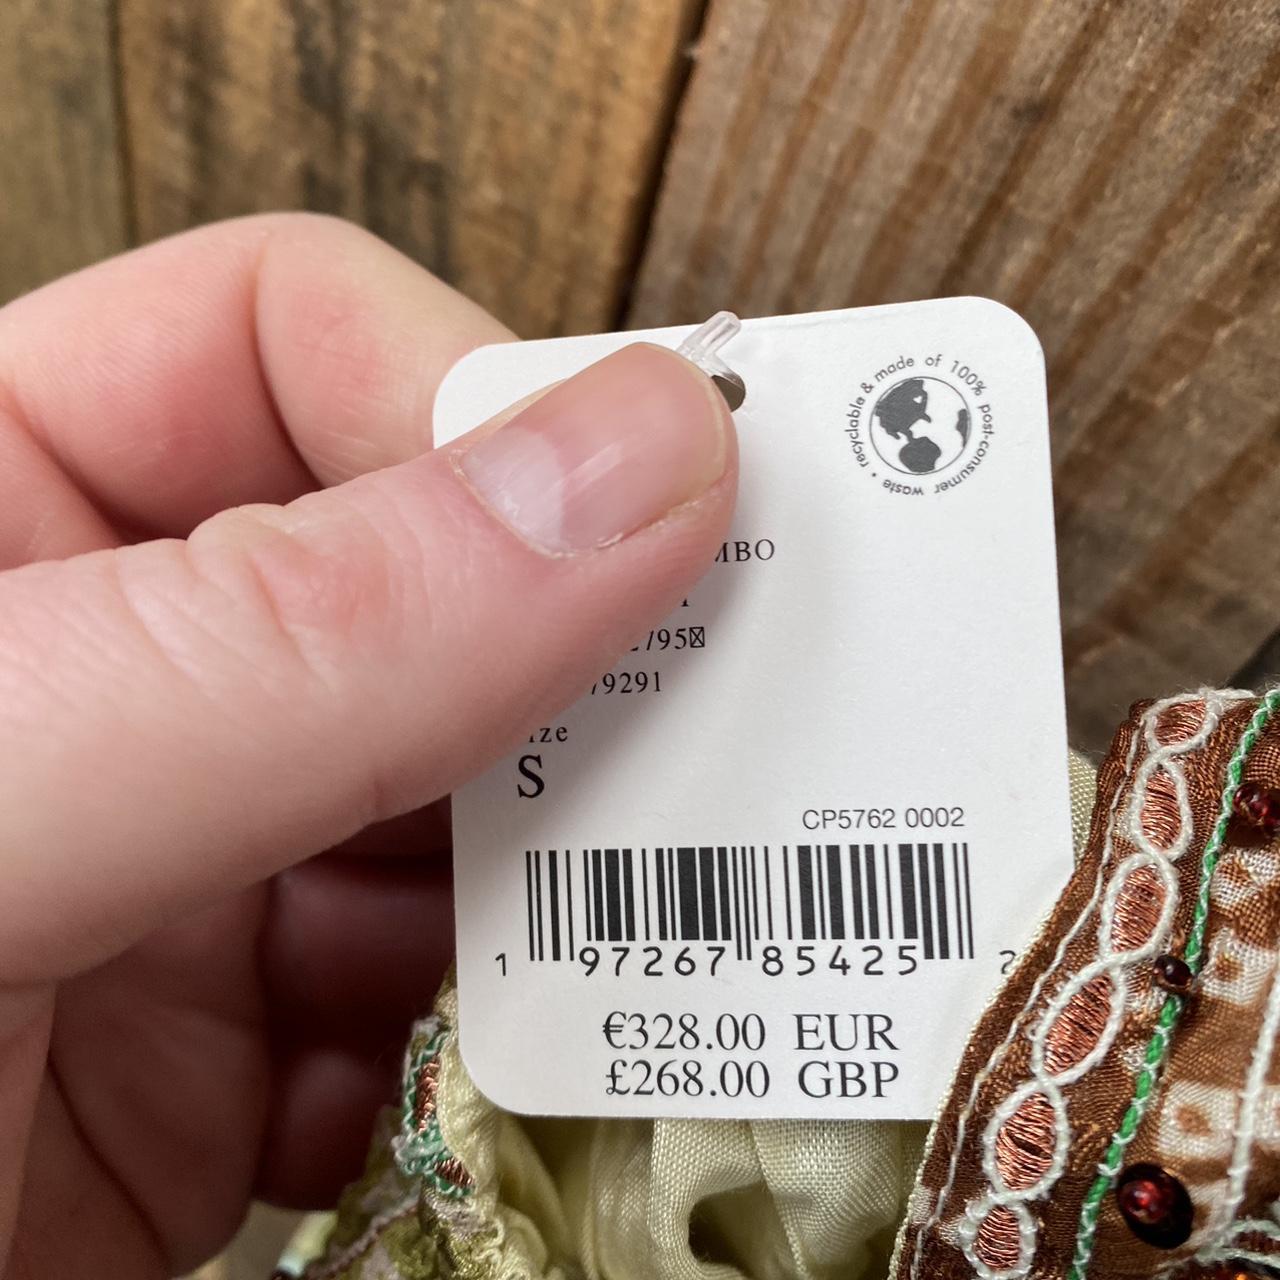 recyclable & made of 100% post-consumer waste •
2795
79291
S
CP5762 0002
1 97267 85425 2
€328.00 EUR
£268.00 GBP